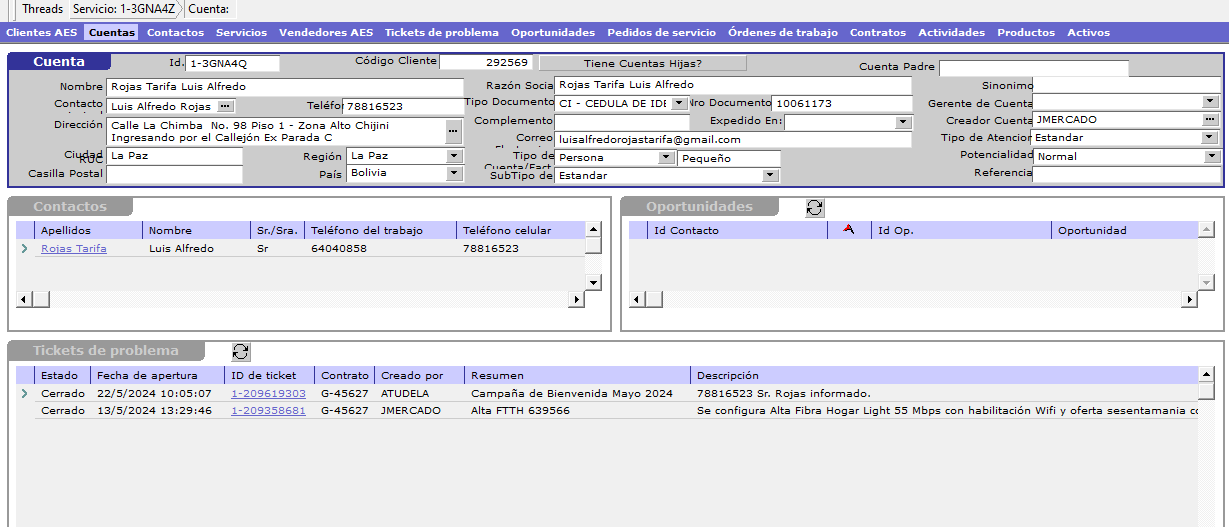 Threads Servicio: 1-3GNA4Z Cuenta:
Clientes AES Cuentas Contactos Servicios Vendedores AES Tickets de problema Oportunidades Pedidos de servicio Órdenes de trabajo Contratos Actividades Productos Activos
Cuenta Id. 1-3GNA4Q Código Cliente 292569 Tiene Cuentas Hijas? Cuenta Padre
Nombre Rojas Tarifa Luis Alfredo Razón Socia Rojas Tarifa Luis Alfredo Sinonimo
Contacto Luis Alfredo Rojas Teléfo 78816523 Tipo Documento CI - CEDULA DE IDE Nro Documento 10061173 Gerente de Cuenta
Dirección Calle La Chimba No. 98 Piso 1 - Zona Alto Chijini Complemento Expedido En: Creador Cuenta JMERCADO
Ingresando por el Callejón Ex Parada C Correo luisalfredorojastarifa@gmail.com Tipo de Atencior Estandar
Ciudad La Paz Región La Paz Tipo de Persona Pequeño Potencialidad Normal
RUC Cuenta/Fact
Casilla Postal País Bolivia SubTipo de Estandar Referencia
Contactos
Apellidos Nombre Sr./Sra. Teléfono del trabajo Teléfono celular
Rojas Tarifa Luis Alfredo Sr 64040858 78816523
Oportunidades
Id Contacto Id Op. Oportunidad
Tickets de problema
Estado Fecha de apertura ID de ticket Contrato Creado por Resumen Descripción
Cerrado 22/5/2024 10:05:07 1-209619303 G-45627 ATUDELA Campaña de Bienvenida Mayo 2024 78816523 Sr. Rojas informado.
Cerrado 13/5/2024 13:29:46 1-209358681 G-45627 JMERCADO Alta FTTH 639566 Se configura Alta Fibra Hogar Light 55 Mbps con habilitación Wifi y oferta sesentamania co